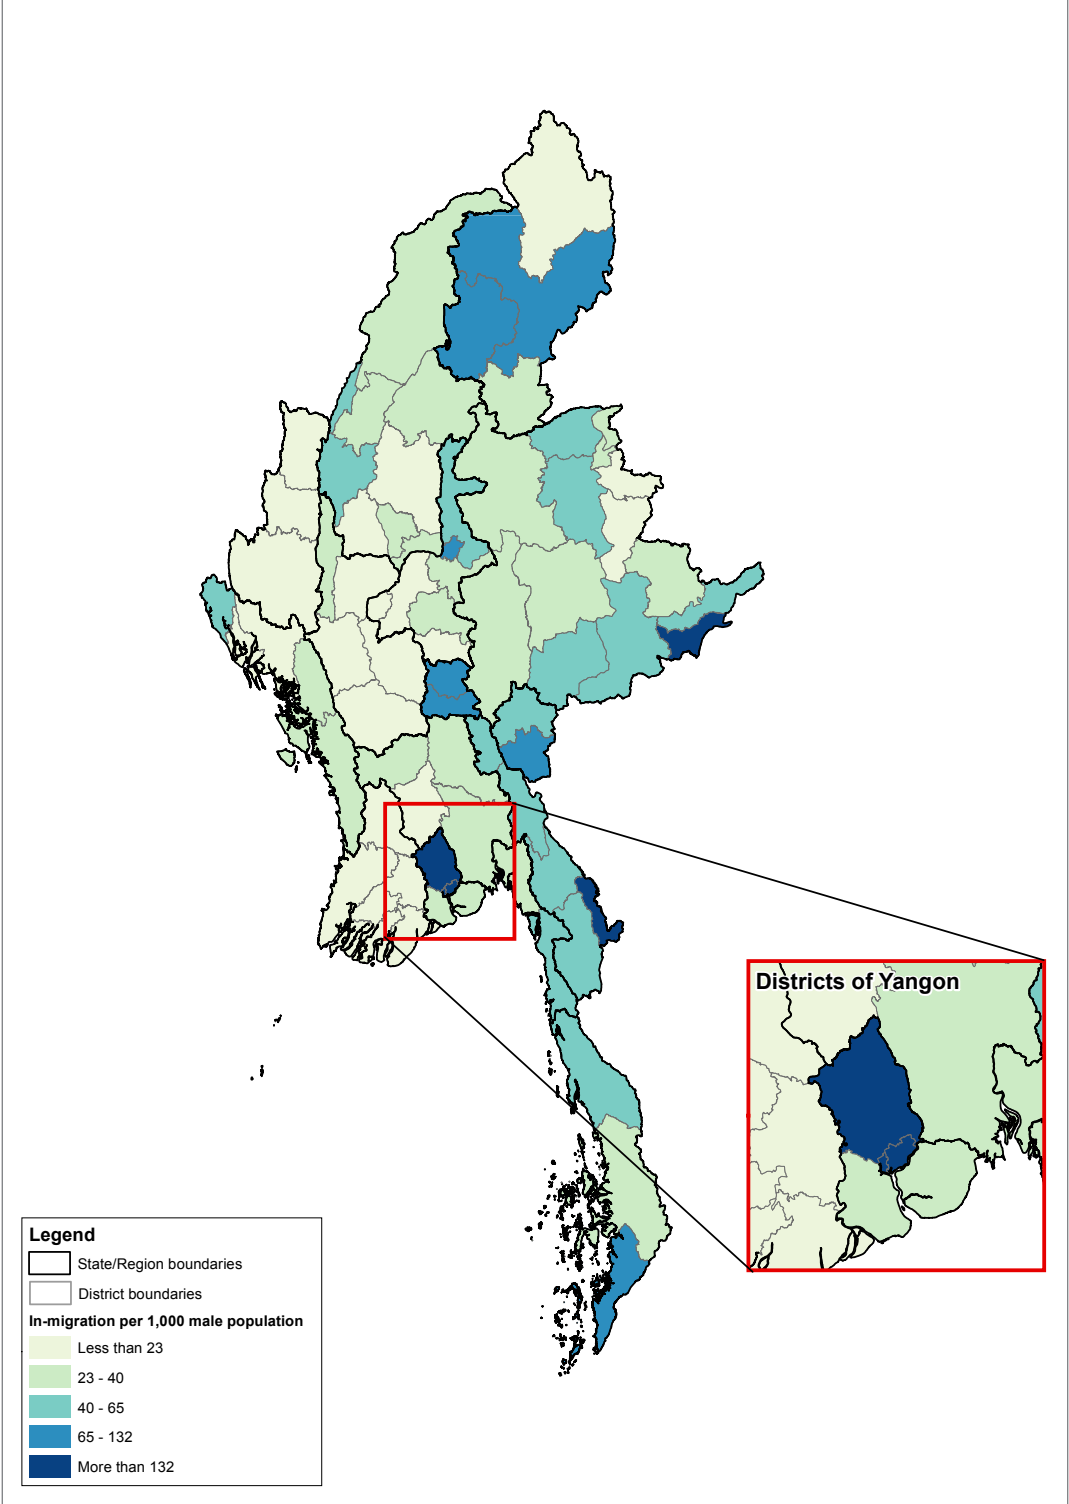 Districts of Yangon
Legend
State/Region boundaries
District boundaries
In-migration per 1,000 male population
Less than 23
23 - 40
40 - 65
65 - 132
More than 132